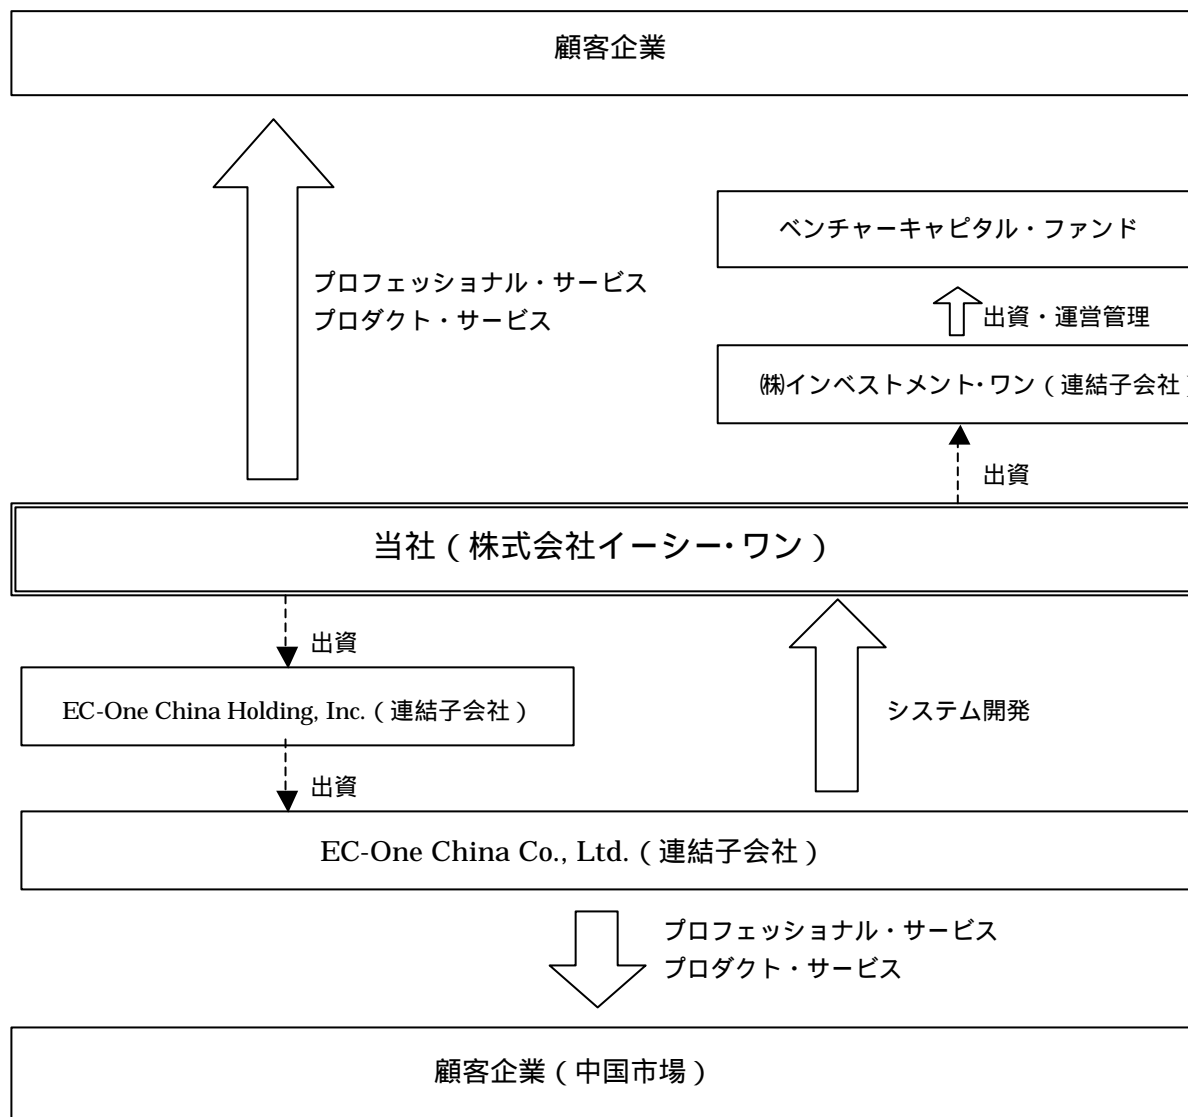 顧客企業
ベンチャーキャピタル・ファンド
プロフェッショナル・サービス
プロダクト・サービス
出資・運営管理
㈱インベストメント・ワン（連結子会社）
出資
当社（株式会社イーシー・ワン）
出資
EC-One China Holding, Inc.（連結子会社）
システム開発
出資
EC-One China Co., Ltd.（連結子会社）
プロフェッショナル・サービス
プロダクト・サービス
顧客企業（中国市場）